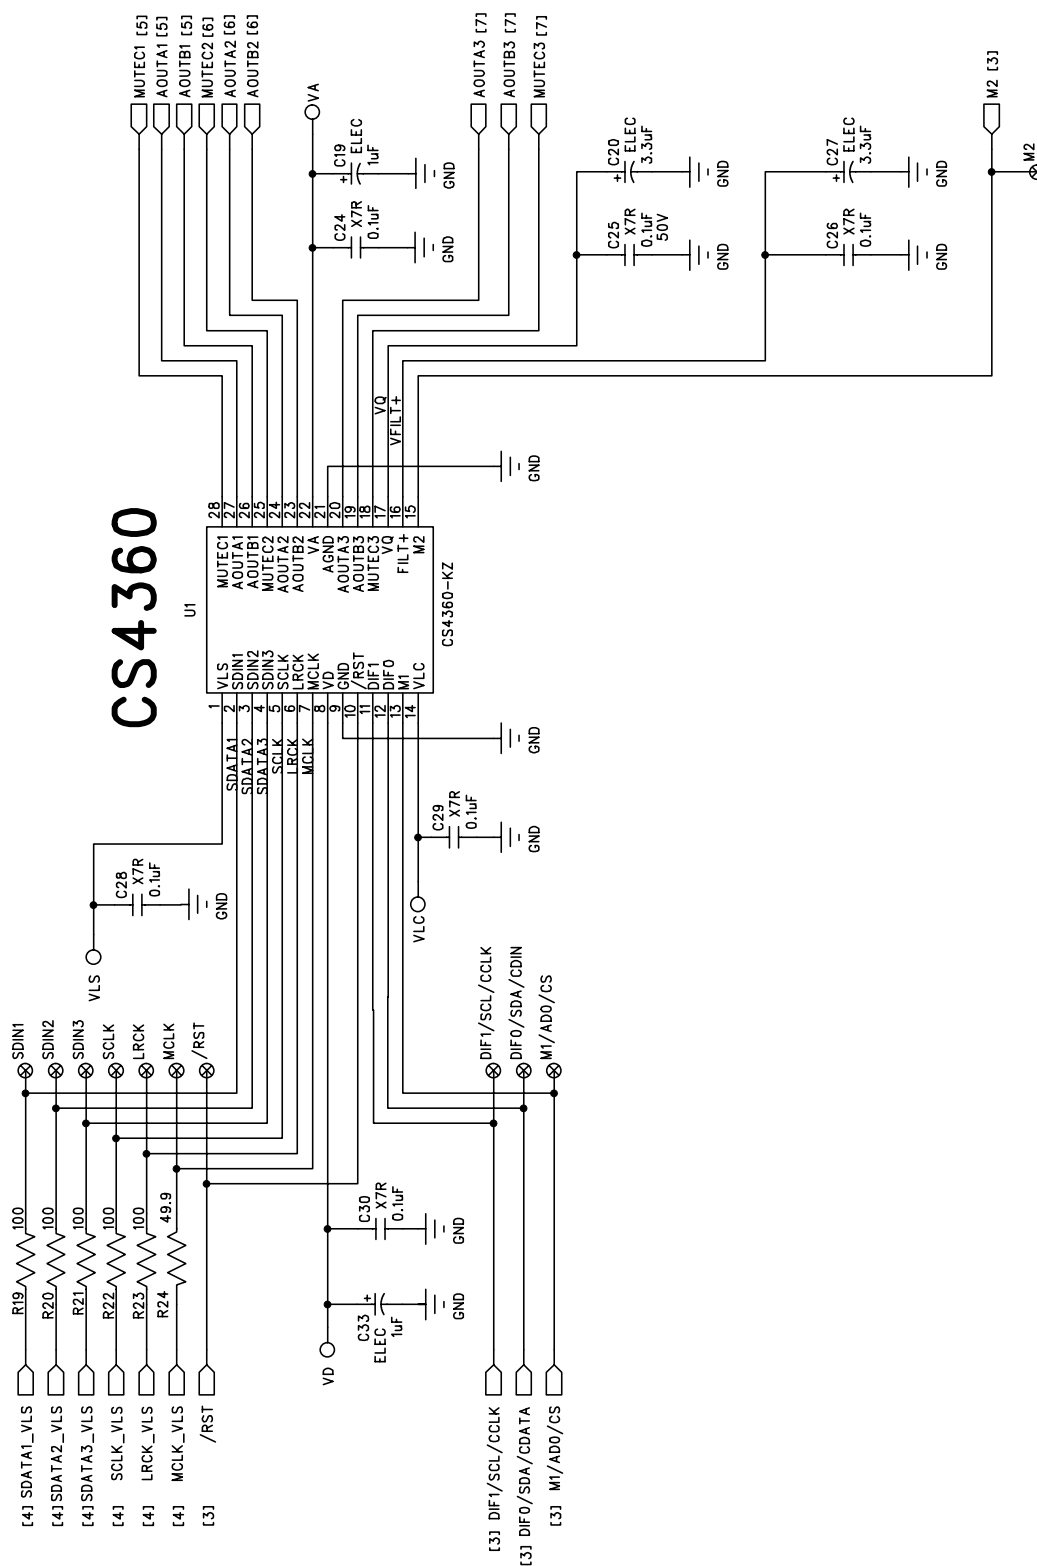 CS4360
U1
CS4360-KZ
[4] SDATA1_VLS
[4] SDATA2_VLS
[4] SDATA3_VLS
[4] SCLK_VLS
[4] LRCK_VLS
[4] MCLK_VLS
[3] /RST
R19 100
R20 100
R21 100
R22 100
R23 100
R24 49.9
SDIN1
SDIN2
SDIN3
SCLK
LRCK
MCLK
/RST
VLS
C28
X7R
0.1uF
GND
VD
C33
ELEC
1uF
GND
C30
X7R
0.1uF
GND
[3] DIF1/SCL/CCLK
[3] DIF0/SDA/CDATA
[3] M1/AD0/CS
DIF1/SCL/CCLK
DIF0/SDA/CDIN
M1/AD0/CS
VLC
C29
X7R
0.1uF
GND
GND
SDATA1
SDATA2
SDATA3
SCLK
LRCK
MCLK
1 VLS
2 SDIN1
3 SDIN2
4 SDIN3
5 SCLK
6 LRCK
7 MCLK
8 VD
9 GND
10 /RST
11 DIF1
12 DIF0
13 M1
14 VLC
MUTEC1 28
AOUTA1 27
AOUTB1 26
MUTEC2 25
AOUTA2 24
AOUTB2 23
VA 22
AGND 21
AOUTA3 20
AOUTB3 19
MUTEC3 18
VQ 17
FILT+ 16
M2 15
VQ
VFILT+
GND
MUTEC1 [5]
AOUTA1 [5]
AOUTB1 [5]
MUTEC2 [6]
AOUTA2 [6]
AOUTB2 [6]
VA
C24
X7R
0.1uF
GND
+ C19
ELEC
1uF
GND
AOUTA3 [7]
AOUTB3 [7]
MUTEC3 [7]
C25
X7R
0.1uF
50V
GND
+ C20
ELEC
3.3uF
GND
C26
X7R
0.1uF
GND
+ C27
ELEC
3.3uF
GND
M2 [3]
M2